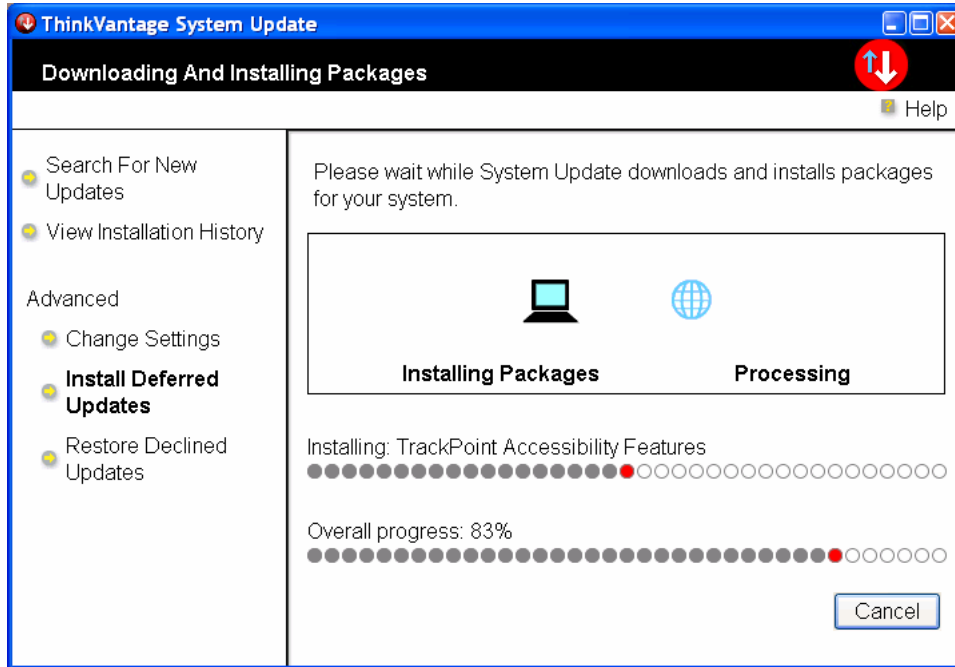 ThinkVantage System Update
Downloading And Installing Packages
Help
Search For New
Updates
View Installation History
Advanced
Change Settings
Install Deferred
Updates
Restore Declined
Updates
Please wait while System Update downloads and installs packages
for your system.
Installing Packages
Processing
Installing: TrackPoint Accessibility Features
Overall progress: 83%
Cancel